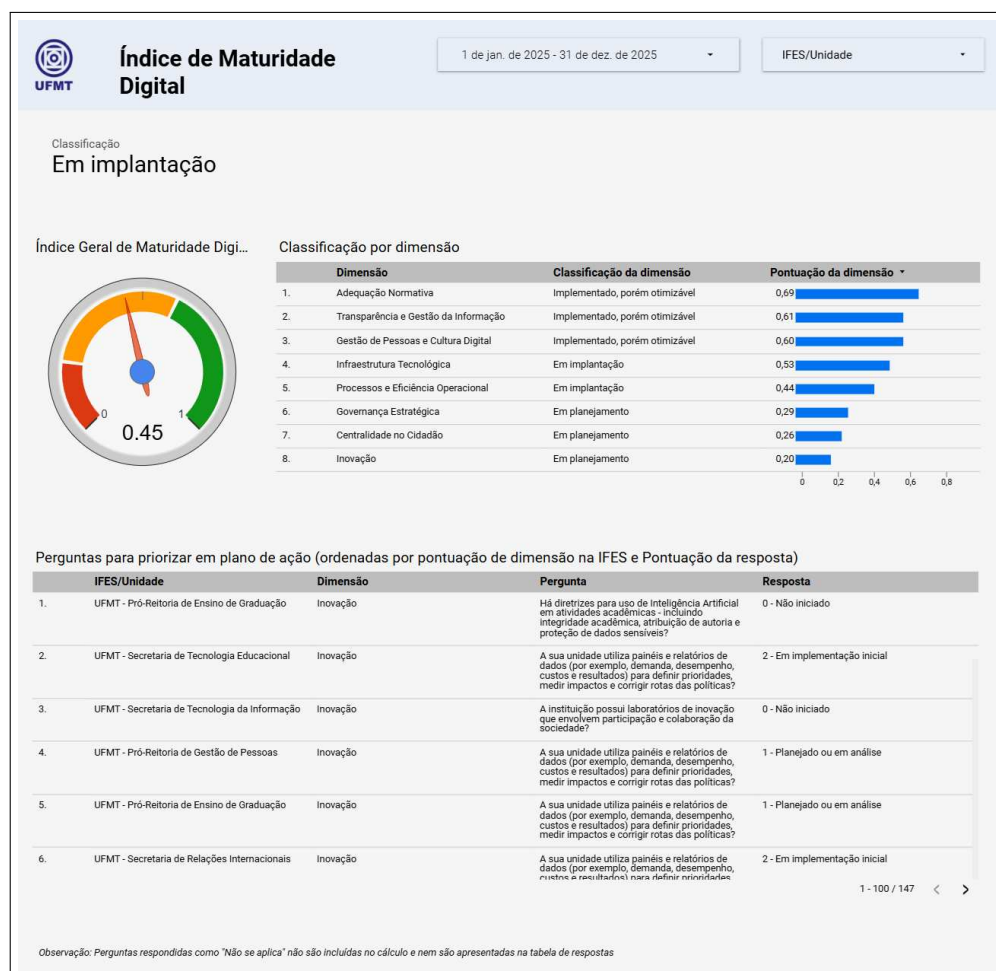 UFMT
Índice de Maturidade
Digital
1 de jan. de 2025 - 31 de dez. de 2025
IFES/Unidade
Classificação
Em implantação
Índice Geral de Maturidade Digi...
0
1
0.45
Classificação por dimensão
Dimensão Classificação da dimensão Pontuação da dimensão
1. Adequação Normativa Implementado, porém otimizável 0,69
2. Transparência e Gestão da Informação Implementado, porém otimizável 0,61
3. Gestão de Pessoas e Cultura Digital Implementado, porém otimizável 0,60
4. Infraestrutura Tecnológica Em implantação 0,53
5. Processos e Eficiência Operacional Em implantação 0,44
6. Governança Estratégica Em planejamento 0,29
7. Centralidade no Cidadão Em planejamento 0,26
8. Inovação Em planejamento 0,20
0 0,2 0,4 0,6 0,8
Perguntas para priorizar em plano de ação (ordenadas por pontuação de dimensão na IFES e Pontuação da resposta)
IFES/Unidade Dimensão Pergunta Resposta
1. UFMT - Pró-Reitoria de Ensino de Graduação Inovação Há diretrizes para uso de Inteligência Artificial 0 - Não iniciado
em atividades acadêmicas - incluindo
integridade acadêmica, atribuição de autoria e
proteção de dados sensíveis?
2. UFMT - Secretaria de Tecnologia Educacional Inovação A sua unidade utiliza painéis e relatórios de 2 - Em implementação inicial
dados (por exemplo, demanda, desempenho,
custos e resultados) para definir prioridades,
medir impactos e corrigir rotas das políticas?
3. UFMT - Secretaria de Tecnologia da Informação Inovação A instituição possui laboratórios de inovação 0 - Não iniciado
que envolvem participação e colaboração da
sociedade?
4. UFMT - Pró-Reitoria de Gestão de Pessoas Inovação A sua unidade utiliza painéis e relatórios de 1 - Planejado ou em análise
dados (por exemplo, demanda, desempenho,
custos e resultados) para definir prioridades,
medir impactos e corrigir rotas das políticas?
5. UFMT - Pró-Reitoria de Ensino de Graduação Inovação A sua unidade utiliza painéis e relatórios de 1 - Planejado ou em análise
dados (por exemplo, demanda, desempenho,
custos e resultados) para definir prioridades,
medir impactos e corrigir rotas das políticas?
6. UFMT - Secretaria de Relações Internacionais Inovação A sua unidade utiliza painéis e relatórios de 2 - Em implementação inicial
dados (por exemplo, demanda, desempenho,
custos e resultados) para definir prioridades,
1 - 100 / 147 < >
Observação: Perguntas respondidas como "Não se aplica" não são incluídas no cálculo e nem são apresentadas na tabela de respostas